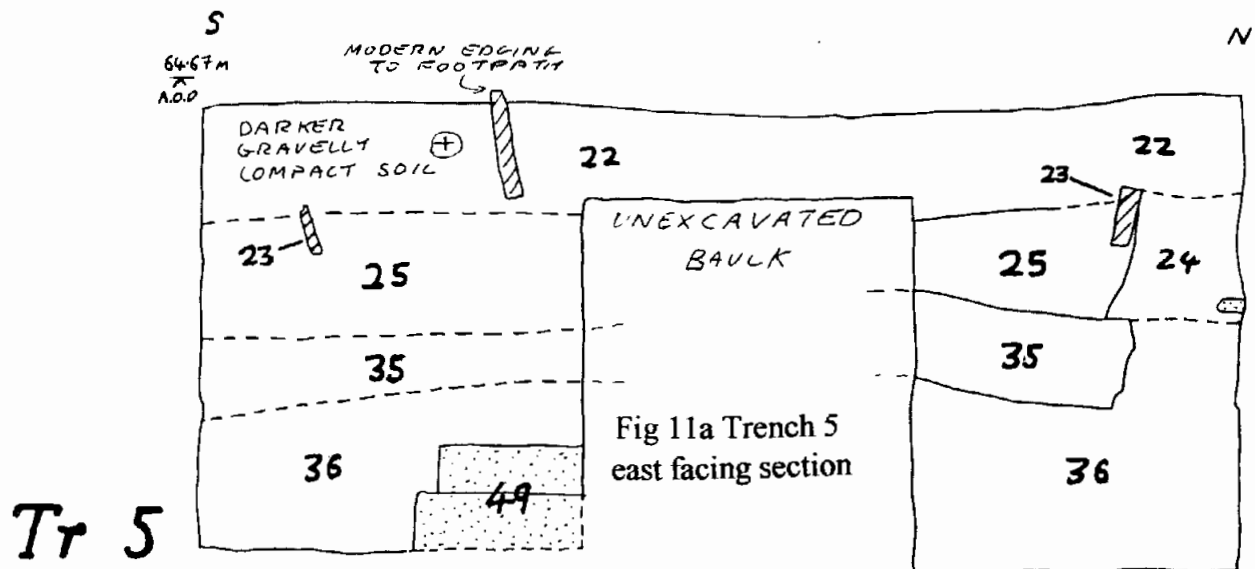 S
N
64.67 m
A.O.D
MODERN EDGING
TO FOOTPATH
DARKER
GRAVELLY
COMPACT SOIL
22
22
23
UNEXCAVATED
BAULK
23
25
25
24
35
35
Fig 11a Trench 5
east facing section
36
36
49
Tr 5